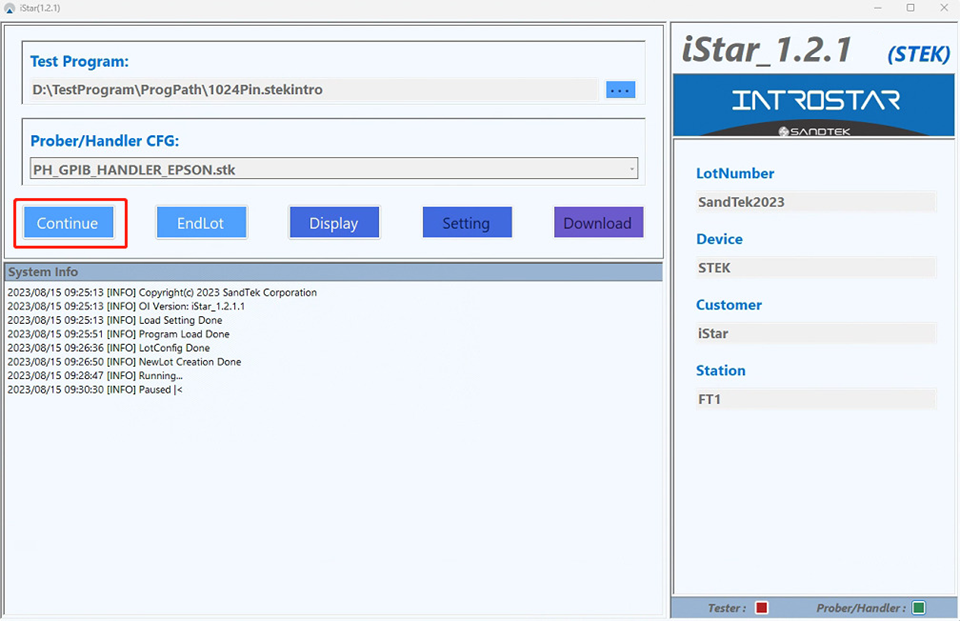 iStar(1.2.1)
Test Program:
D:\TestProgram\ProgPath\1024Pin.stekintro
...
Prober/Handler CFG:
PH_GPIB_HANDLER_EPSON.stk
Continue
EndLot
Display
Setting
Download
System Info
2023/08/15 09:25:13 [INFO] Copyright(c) 2023 SandTek Corporation
2023/08/15 09:25:13 [INFO] OI Version: iStar_1.2.1.1
2023/08/15 09:25:13 [INFO] Load Setting Done
2023/08/15 09:25:51 [INFO] Program Load Done
2023/08/15 09:26:36 [INFO] LotConfig Done
2023/08/15 09:26:50 [INFO] NewLot Creation Done
2023/08/15 09:28:47 [INFO] Running...
2023/08/15 09:30:30 [INFO] Paused |<
iStar_1.2.1 (STEK)
INTROSTAR
SANDTEK
LotNumber
SandTek2023
Device
STEK
Customer
iStar
Station
FT1
Tester : Prober/Handler :